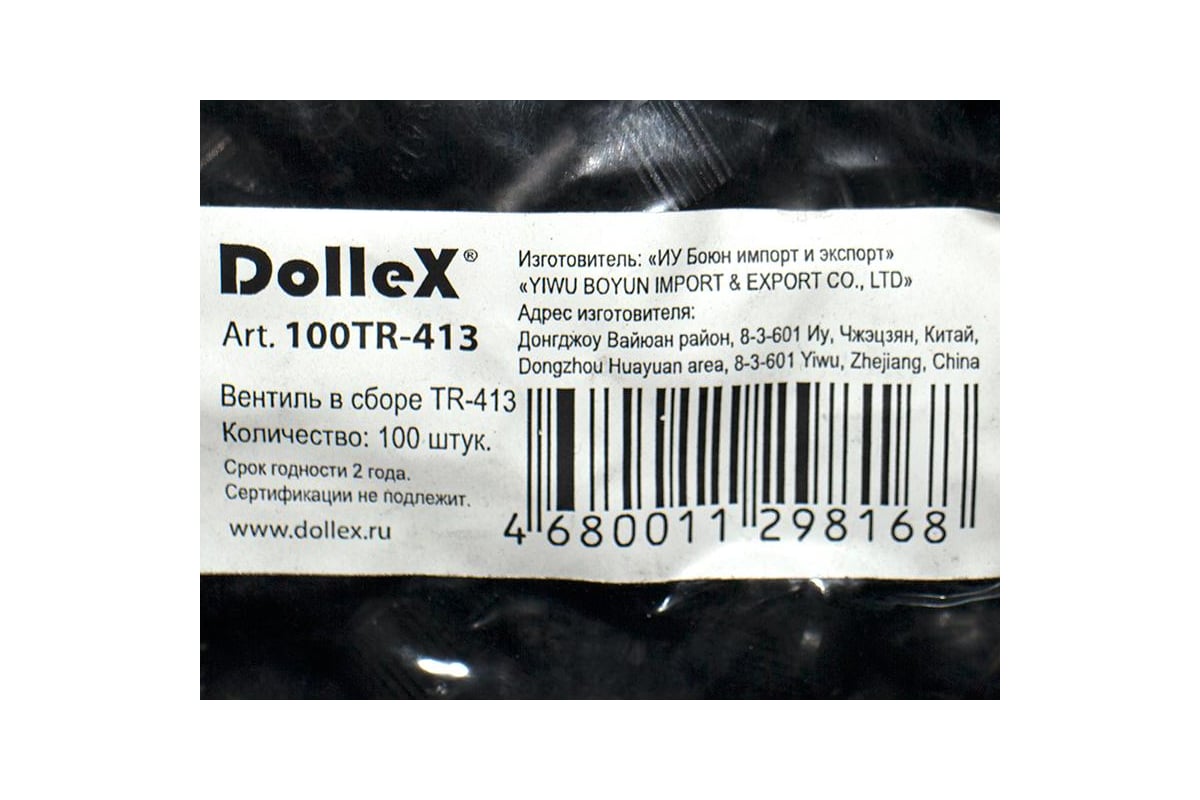 DolleX®
Art. 100TR-413
Вентиль в сборе TR-413
Количество: 100 штук.
Срок годности 2 года.
Сертификации не подлежит.
www.dollex.ru
Изготовитель: «ИУ Боюн импорт и экспорт»
«YIWU BOYUN IMPORT & EXPORT CO., LTD»
Адрес изготовителя:
Донгджоу Вайюан район, 8-3-601 Иу, Чжэцзян, Китай,
Dongzhou Huayuan area, 8-3-601 Yiwu, Zhejiang, China
4 680011 298168